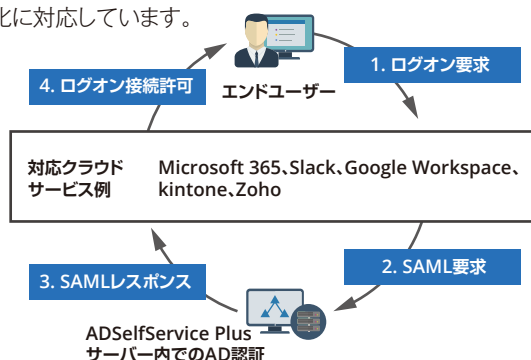 化に対応しています。
エンドユーザー
1. ログオン要求
4. ログオン接続許可
対応クラウド
サービス例
Microsoft 365、Slack、Google Workspace、
kintone、Zoho
2. SAML要求
3. SAMLレスポンス
ADSelfService Plus
サーバー内でのAD認証